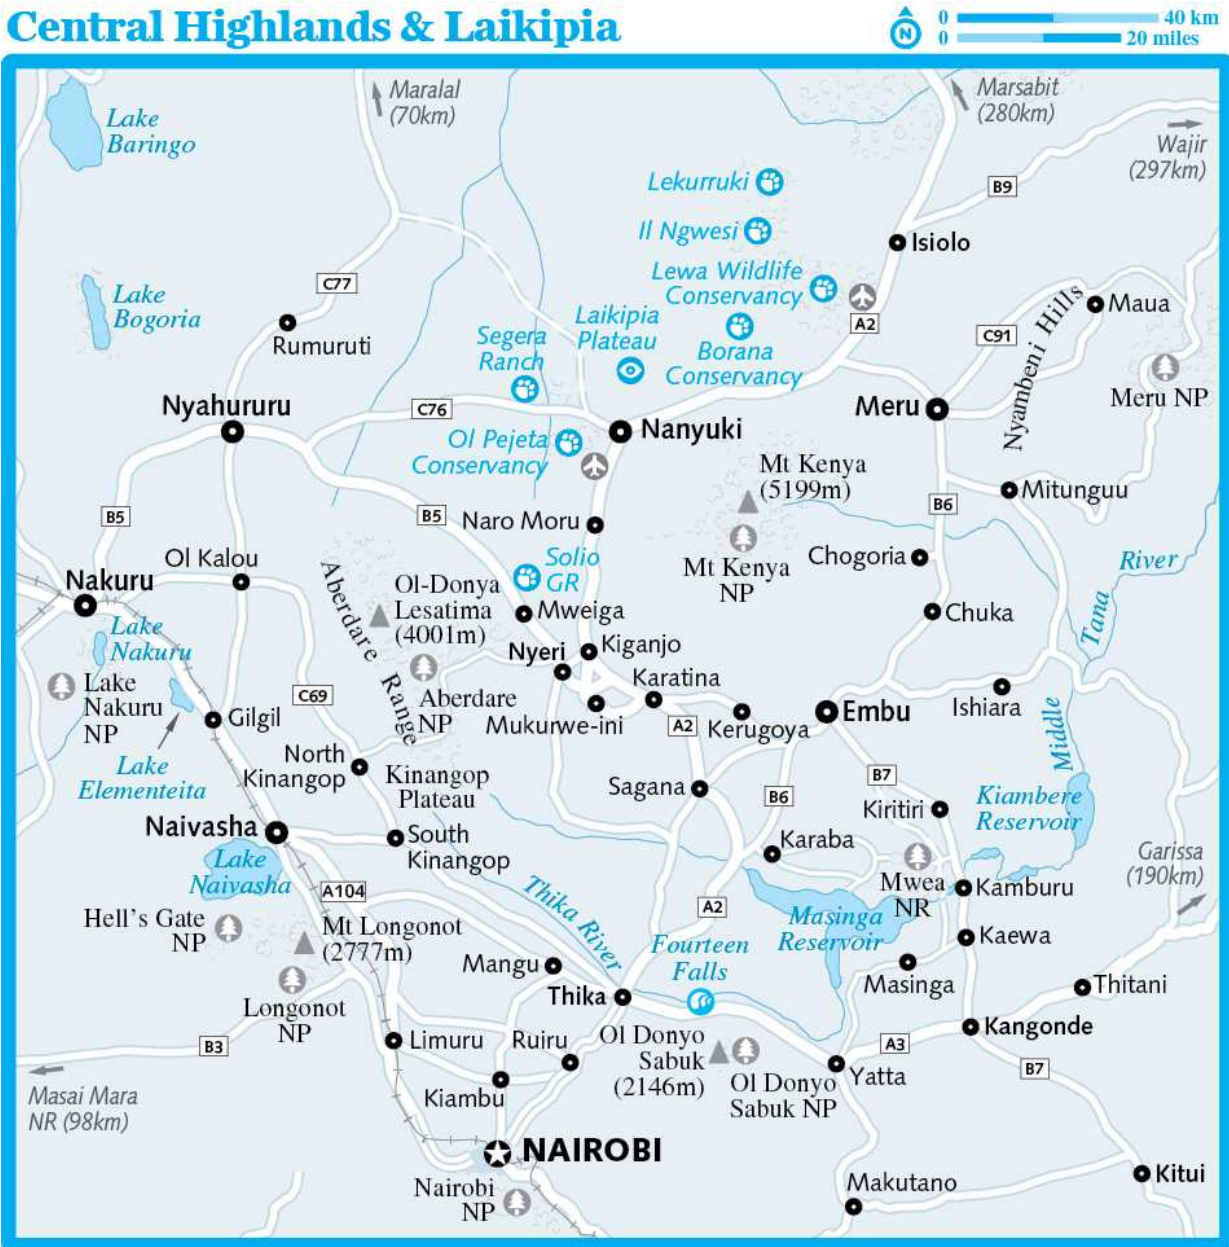 Central Highlands & Laikipia
N
0 40 km
0 20 miles
Maralal
(70km)
Marsabit
(280km)
Wajir
(297km)
Lake
Baringo
Lekurruki
B9
Il Ngwesi
Isiolo
Lewa Wildlife
Conservancy
C77
Lake
Bogoria
Laikipia
Plateau
A2
Maua
Rumuruti
Segera
Ranch
Borana
Conservancy
C91
Nyambeni Hills
Meru NP
Nyahururu
C76
Meru
Nanyuki
Ol Pejeta
Conservancy
Mt Kenya
(5199m)
Mitunguu
B5
B5
Naro Moru
B6
Ol Kalou
Solio
GR
Mt Kenya
NP
Chogoria
Tana
River
Nakuru
Aberdare Range
Ol-Donya
Lesatima
(4001m)
Mweiga
Chuka
Lake
Nakuru
Nyeri
Kiganjo
Lake
Nakuru
NP
C69
Aberdare
NP
Karatina
Mukurwe-ini
A2
Kerugoya
Embu
Ishiara
Gilgil
North
Kinangop
Lake
Elementeita
Kinangop
Plateau
Sagana
B6
B7
Middle
Kiritiri
Kiambere
Reservoir
Naivasha
South
Kinangop
Karaba
Lake
Naivasha
Garissa
(190km)
A104
Thika River
Mwea
NR
Kamburu
A2
Masinga
Reservoir
Hell's Gate
NP
Mt Longonot
(2777m)
Fourteen
Falls
Kaewa
Mangu
Masinga
Thitani
Longonot
NP
Thika
Kangonde
B3
Limuru
Ruiru
Ol Donyo
Sabuk
(2146m)
A3
Ol Donyo
Sabuk NP
Yatta
B7
Masai Mara
NR (98km)
Kiambu
NAIROBI
Nairobi
NP
Makutano
Kitui